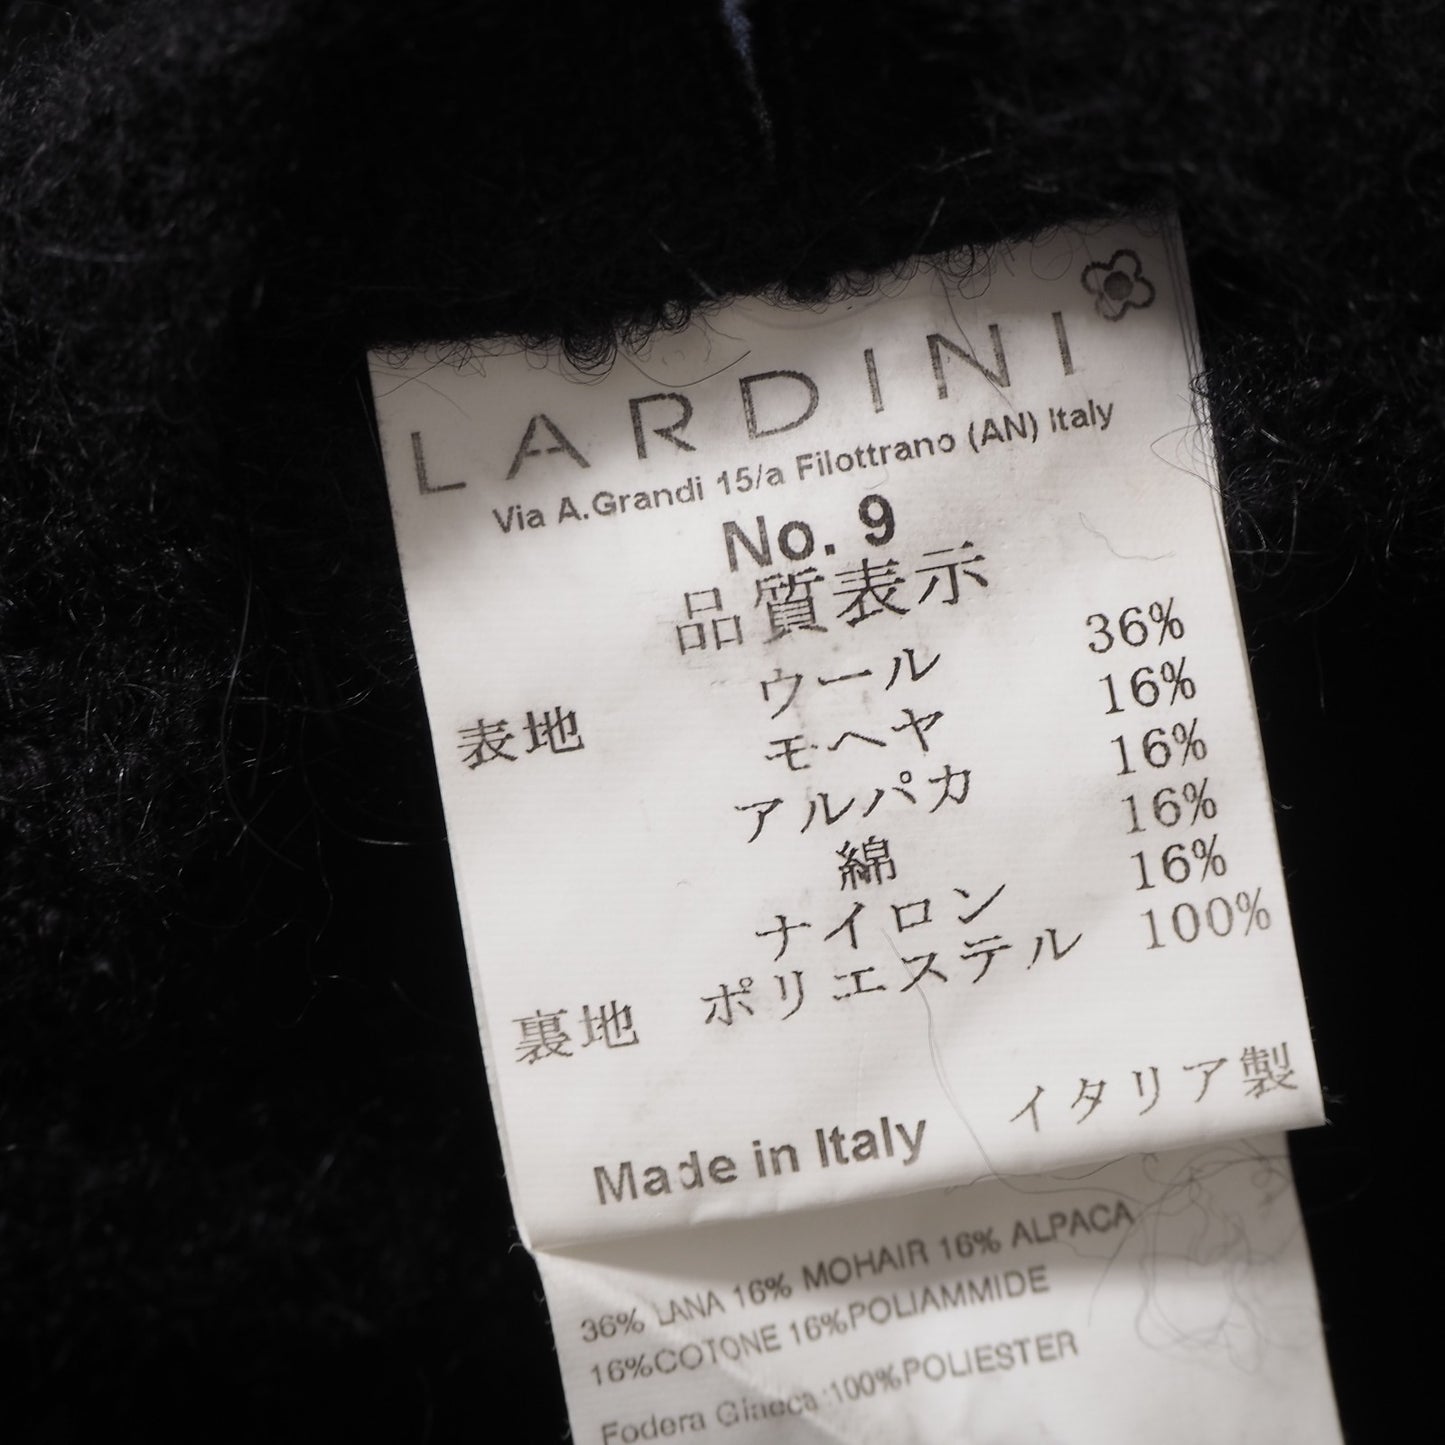 LARDINI
Via A.Grandi 15/a Filottrano (AN) Italy
No. 9
品質表示
表地 ウール 36%
モヘヤ 16%
アルパカ 16%
綿 16%
ナイロン 16%
裏地 ポリエステル 100%
イタリア製
Made in Italy
36% LANA 16% MOHAIR 16% ALPACA
16%COTONE 16%POLIAMMIDE
Fodera Giacca :100%POLIESTER